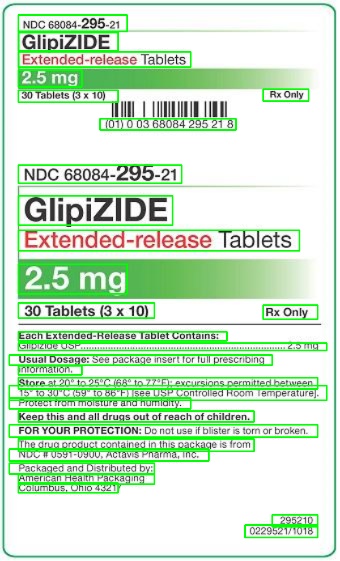 NDC 68084-295-21
GlipiZIDE
Extended-release Tablets
2.5 mg
30 Tablets (3 x 10) Rx Only
(01) 0 03 68084 295 21 8
NDC 68084-295-21
GlipiZIDE
Extended-release Tablets
2.5 mg
30 Tablets (3 x 10) Rx Only
Each Extended-Release Tablet Contains:
Glipizide USP.......................................................................... 2.5 mg
Usual Dosage: See package insert for full prescribing
information.
Store at 20° to 25°C (68° to 77°F); excursions permitted between
15° to 30°C (59° to 86°F) [see USP Controlled Room Temperature].
Protect from moisture and humidity.
Keep this and all drugs out of reach of children.
FOR YOUR PROTECTION: Do not use if blister is torn or broken.
The drug product contained in this package is from
NDC # 0591-0900, Actavis Pharma, Inc.
Packaged and Distributed by:
American Health Packaging
Columbus, Ohio 43217
295210
0229521/1018